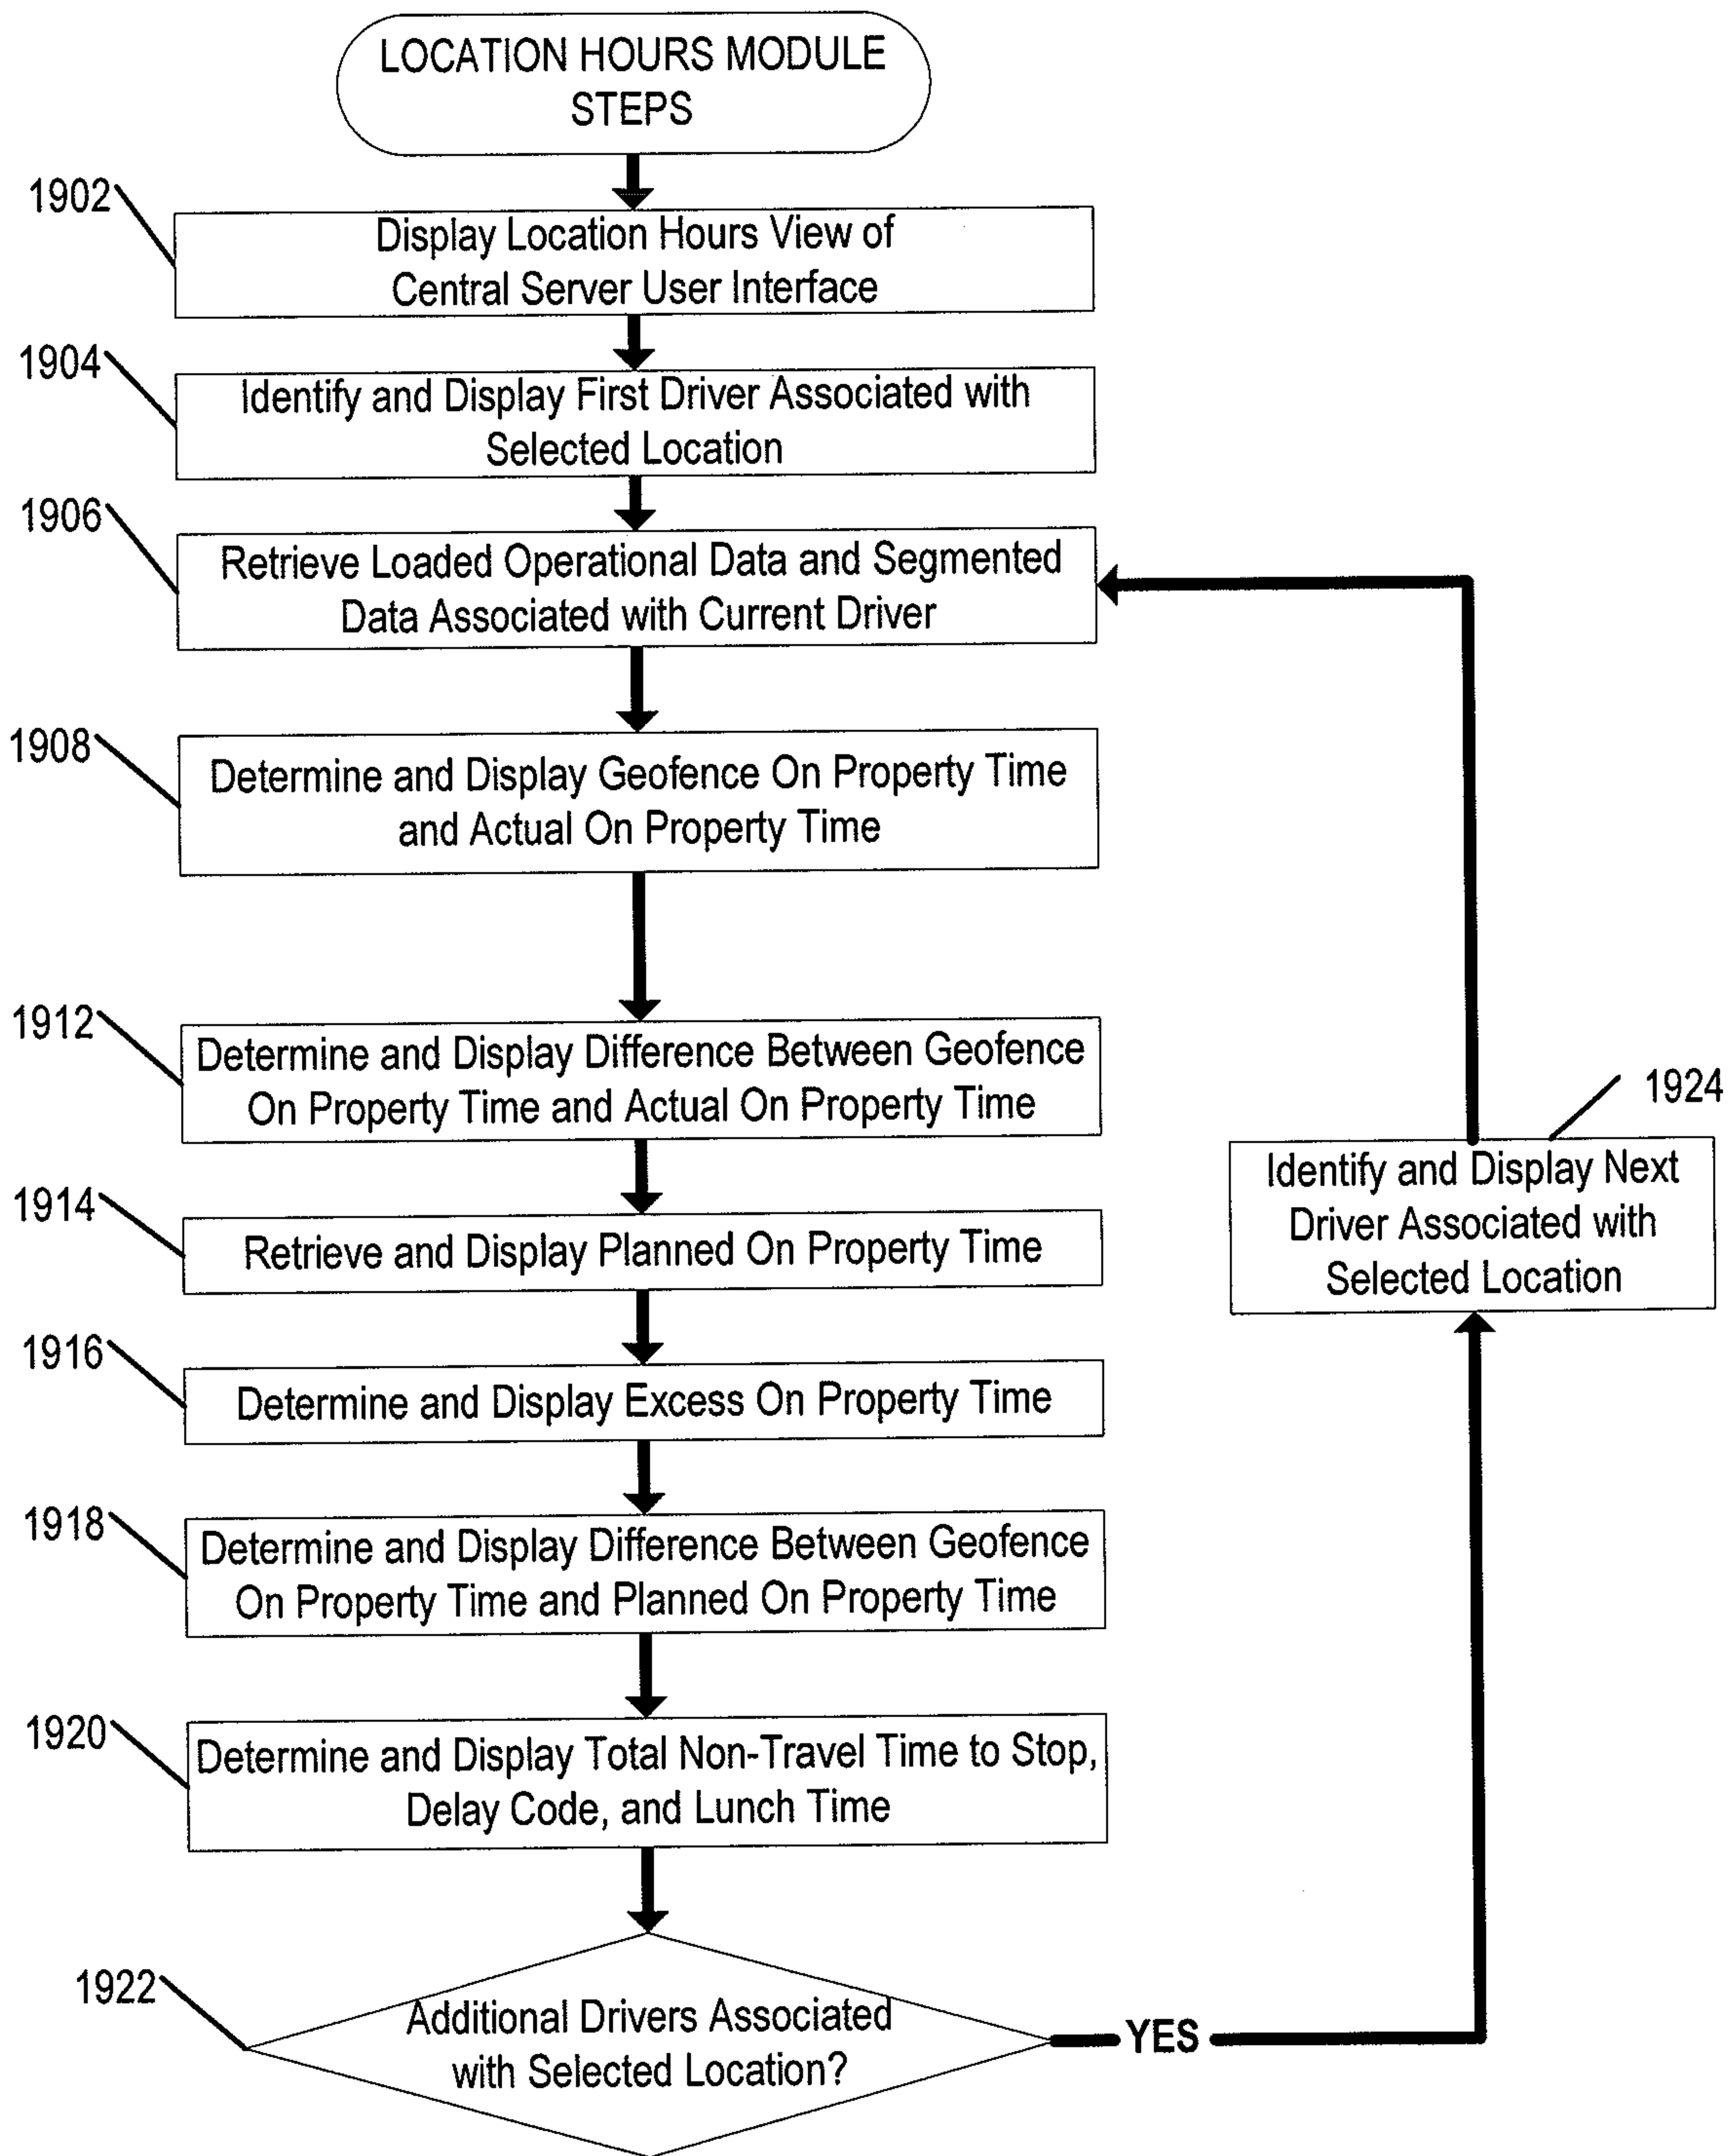 LOCATION HOURS MODULE
STEPS
1902
Display Location Hours View of
Central Server User Interface
1904
Identify and Display First Driver Associated with
Selected Location
1906
Retrieve Loaded Operational Data and Segmented
Data Associated with Current Driver
1908
Determine and Display Geofence On Property Time
and Actual On Property Time
1912
Determine and Display Difference Between Geofence
On Property Time and Actual On Property Time
1914
Retrieve and Display Planned On Property Time
1916
Determine and Display Excess On Property Time
1918
Determine and Display Difference Between Geofence
On Property Time and Planned On Property Time
1920
Determine and Display Total Non-Travel Time to Stop,
Delay Code, and Lunch Time
1922
Additional Drivers Associated
with Selected Location?
YES
1924
Identify and Display Next
Driver Associated with
Selected Location